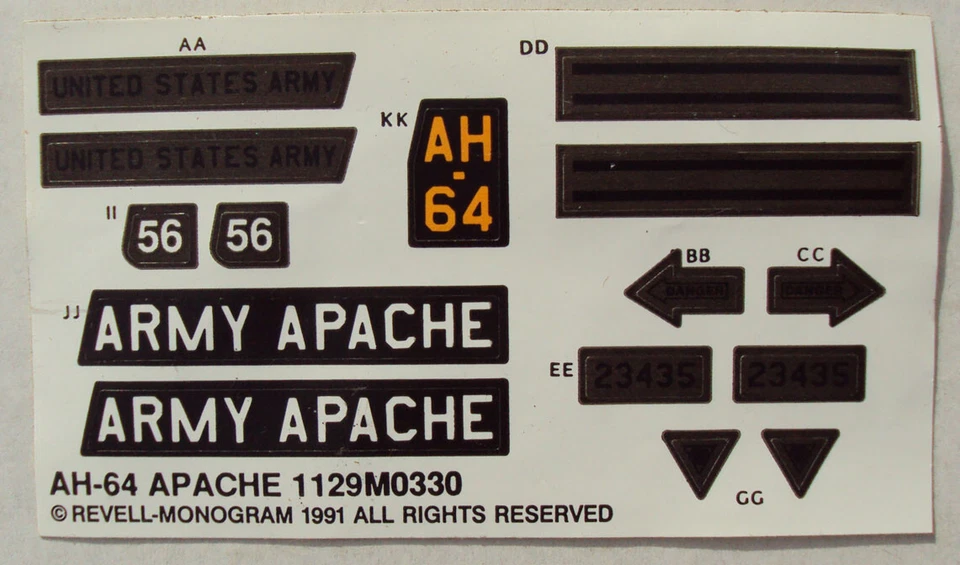 AA
UNITED STATES ARMY
UNITED STATES ARMY
II
56
56
JJ
ARMY APACHE
ARMY APACHE
KK
AH
-
64
DD
BB
DANGER
CC
DANGER
EE
23435
23435
GG
AH-64 APACHE 1129M0330
© REVELL-MONOGRAM 1991 ALL RIGHTS RESERVED